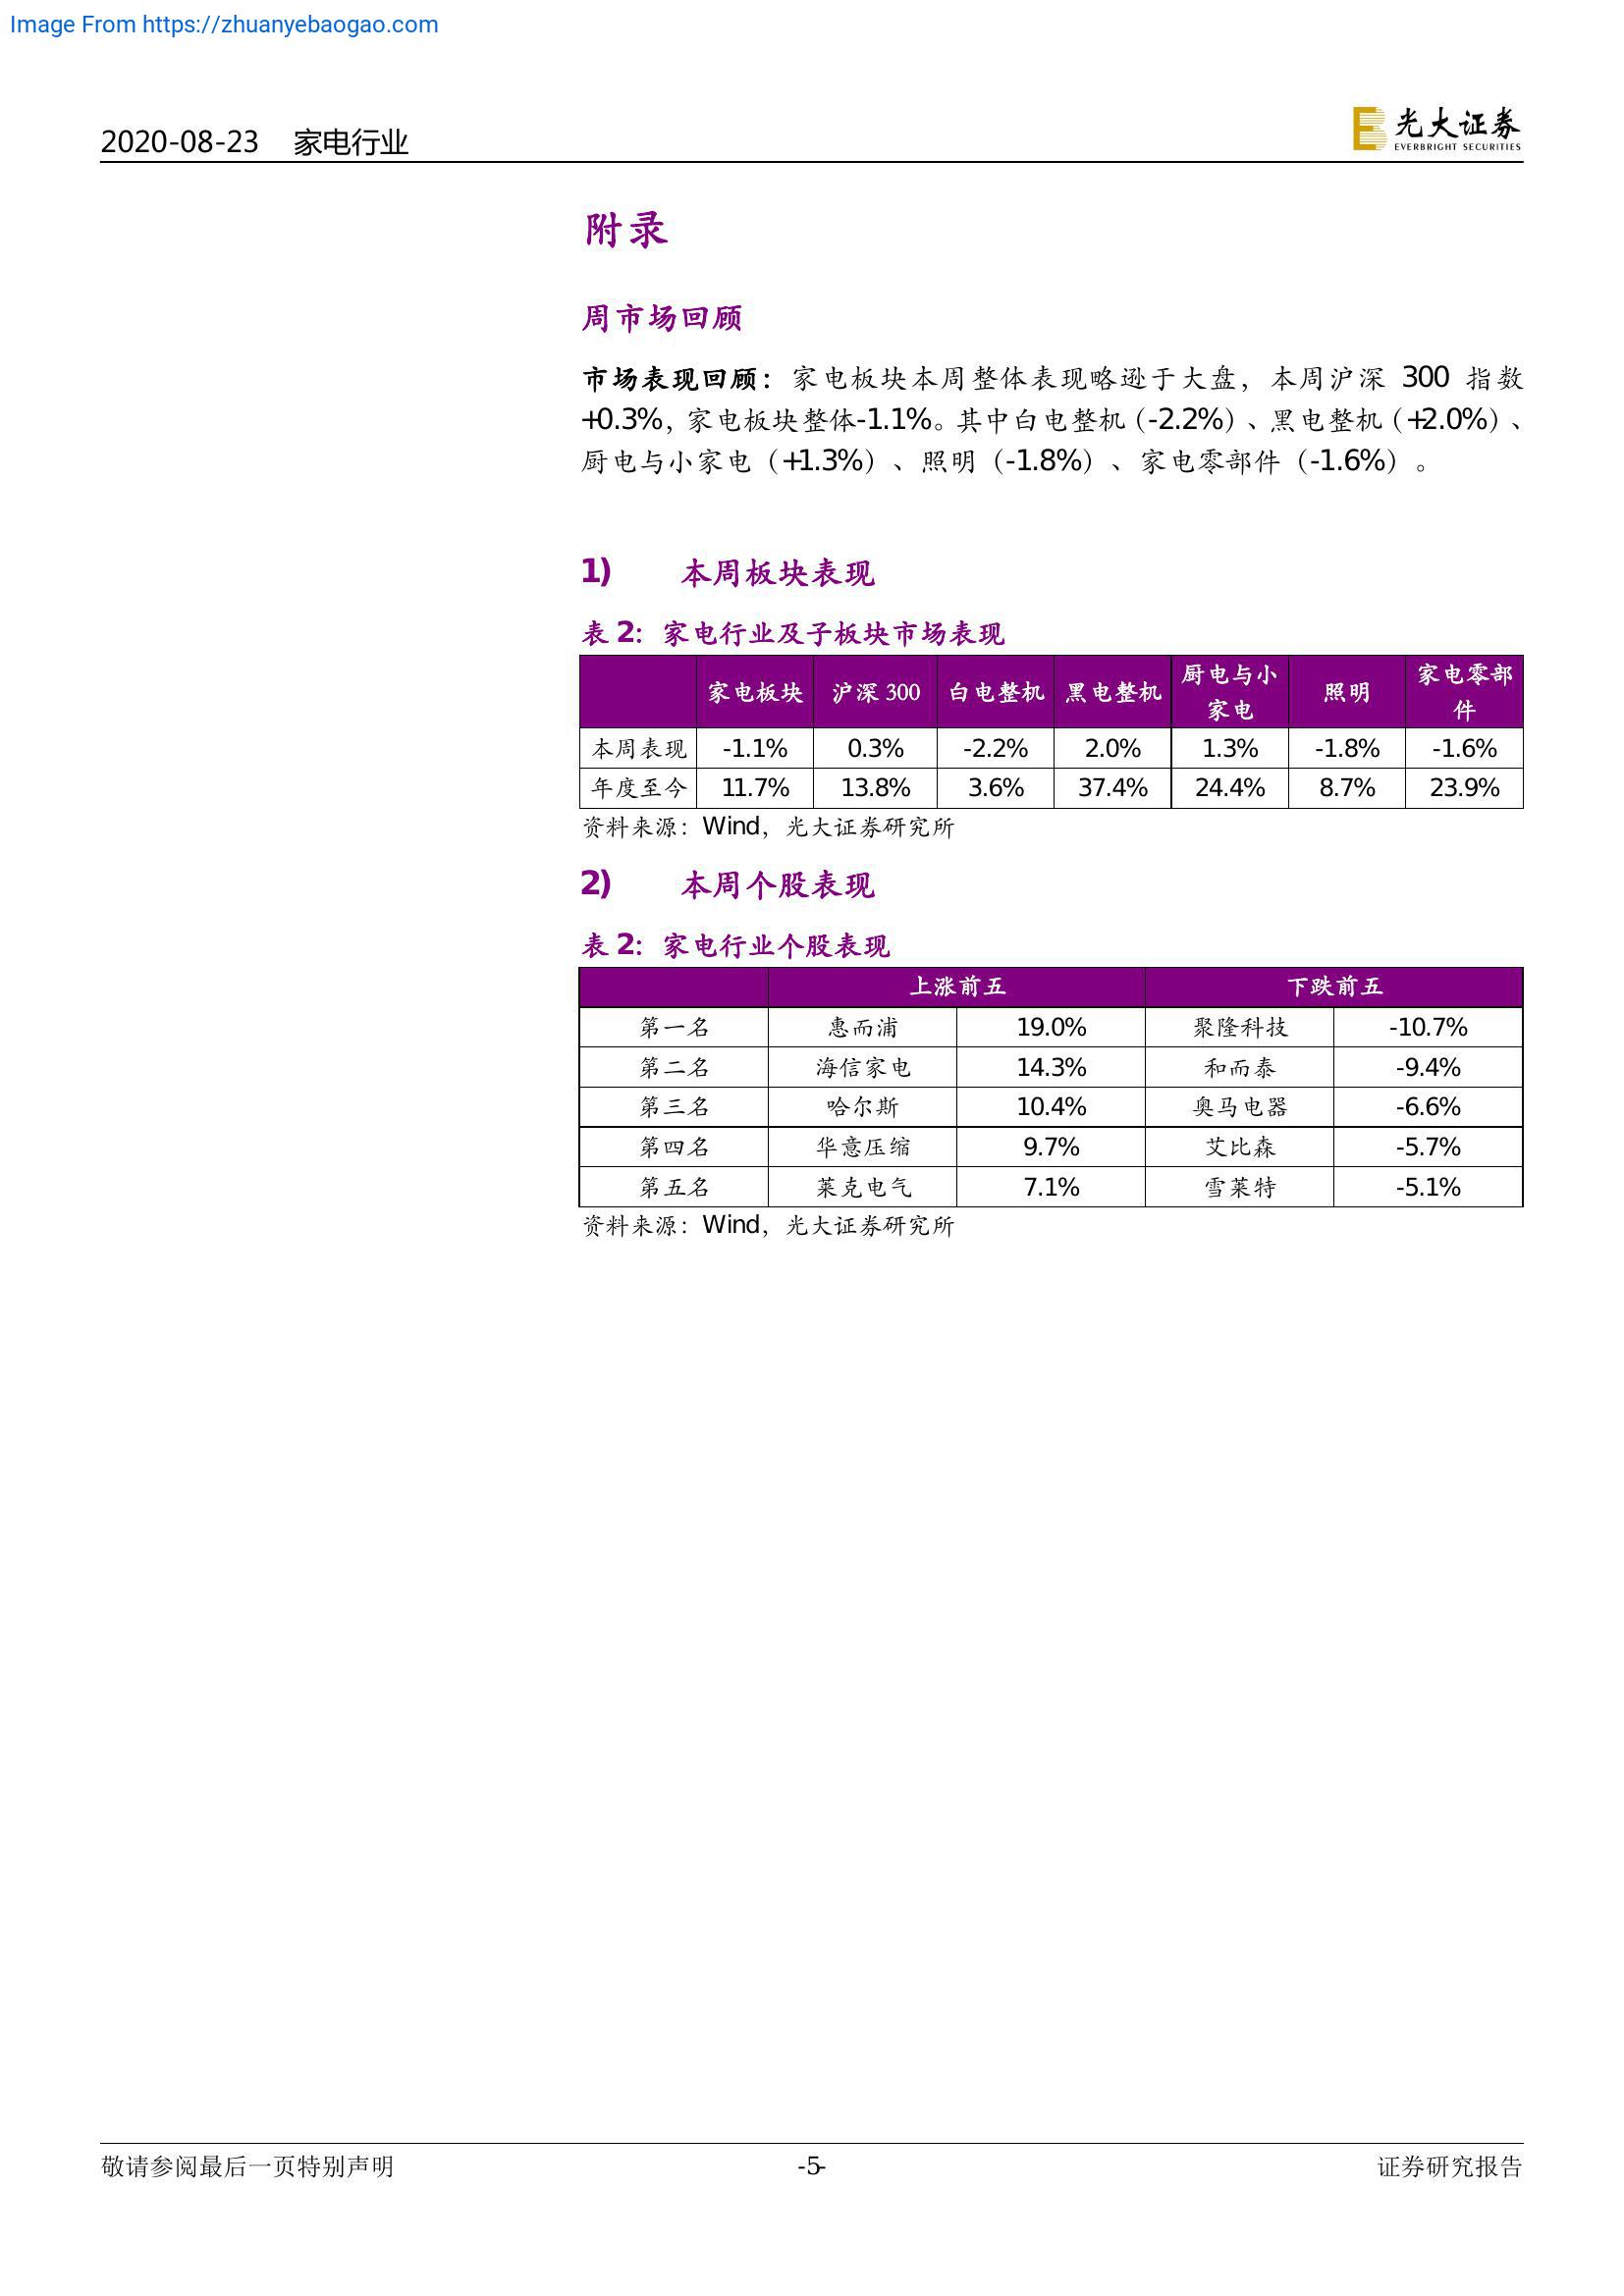 Image From https://zhuanyebaogao.com
2020-08-23 家电行业
光大证券
EVERBRIGHT SECURITIES
附录
周市场回顾
市场表现回顾：家电板块本周整体表现略逊于大盘，本周沪深 300 指数
+0.3%，家电板块整体-1.1%。其中白电整机（-2.2%）、黑电整机（+2.0%）、
厨电与小家电（+1.3%）、照明（-1.8%）、家电零部件（-1.6%）。
1) 本周板块表现
表 2：家电行业及子板块市场表现
家电板块 沪深 300 白电整机 黑电整机 厨电与小家电 照明 家电零部件
本周表现 -1.1% 0.3% -2.2% 2.0% 1.3% -1.8% -1.6%
年度至今 11.7% 13.8% 3.6% 37.4% 24.4% 8.7% 23.9%
资料来源：Wind，光大证券研究所
2) 本周个股表现
表 2：家电行业个股表现
上涨前五 下跌前五
第一名 惠而浦 19.0% 聚隆科技 -10.7%
第二名 海信家电 14.3% 和而泰 -9.4%
第三名 哈尔斯 10.4% 奥马电器 -6.6%
第四名 华意压缩 9.7% 艾比森 -5.7%
第五名 莱克电气 7.1% 雪莱特 -5.1%
资料来源：Wind，光大证券研究所
敬请参阅最后一页特别声明 -5- 证券研究报告